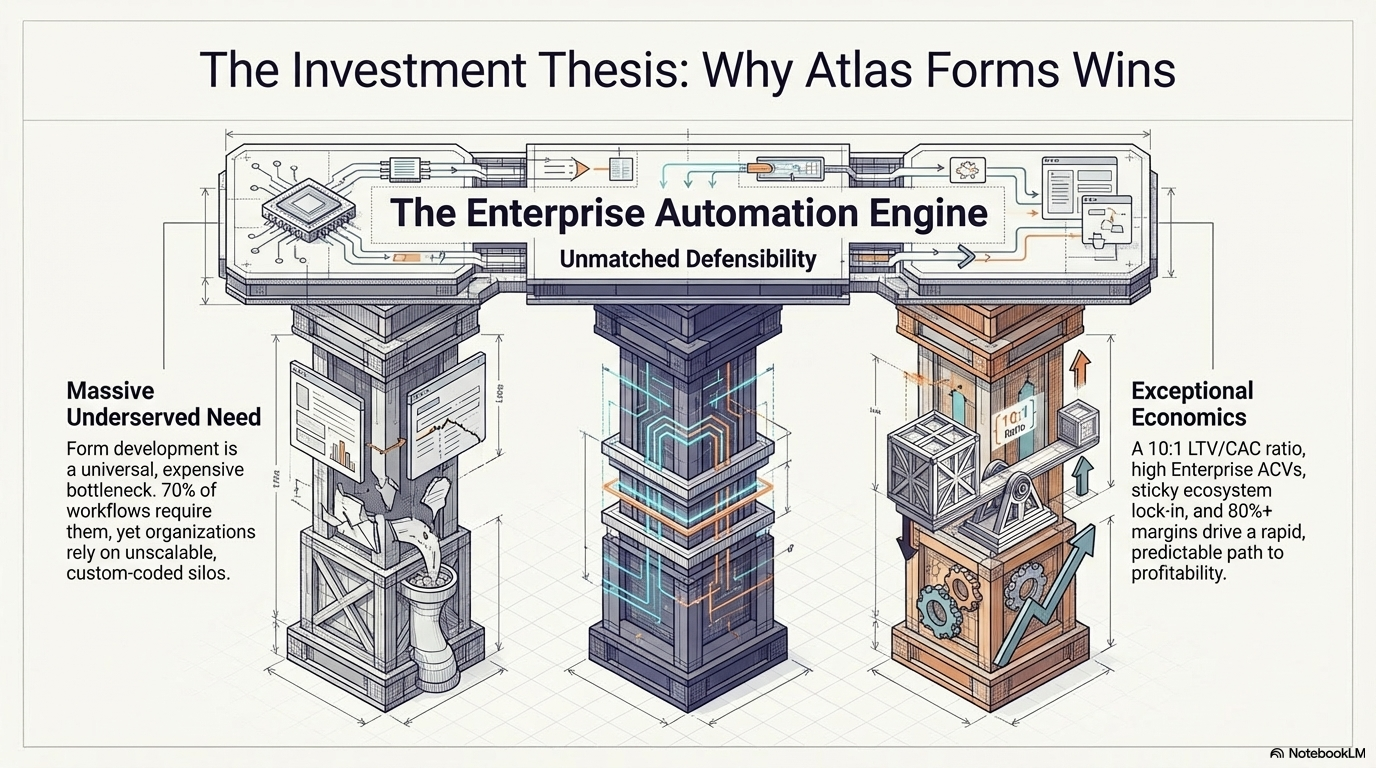 The Investment Thesis: Why Atlas Forms Wins
The Enterprise Automation Engine
Unmatched Defensibility
Massive
Underserved Need
Form development is
a universal, expensive
bottleneck. 70% of
workflows require
them, yet organizations
rely on unscalable,
custom-coded silos.
10:1
Exceptional
Economics
A 10:1 LTV/CAC ratio,
high Enterprise ACVs,
sticky ecosystem
lock-in, and 80%+
margins drive a rapid,
predictable path to
profitability.
NotebookLM